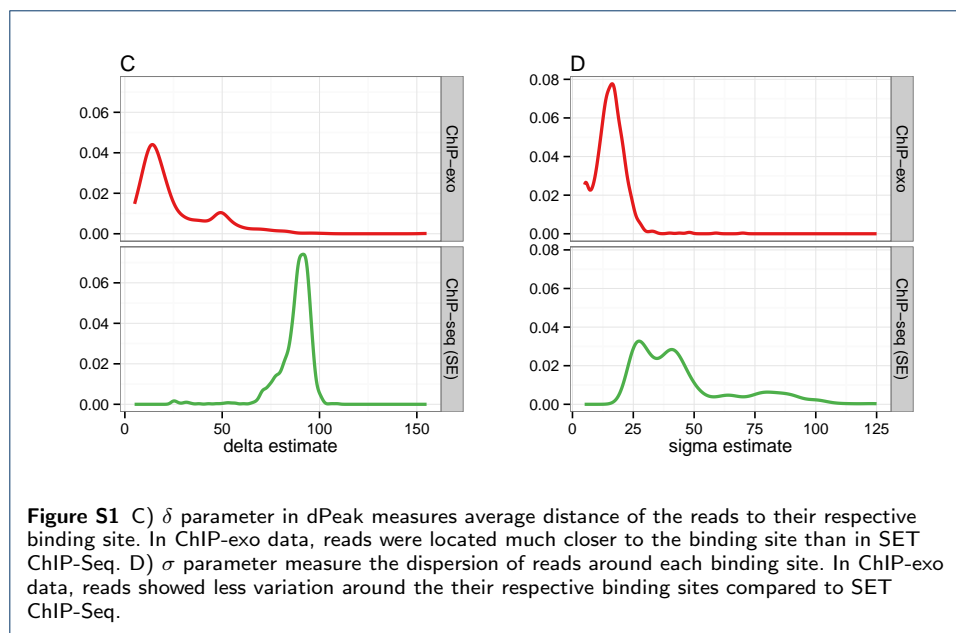 C
D
0.06
0.04
0.02
0.00
ChIP−exo
0.08
0.06
0.04
0.02
0.00
ChIP−exo
0.06
0.04
0.02
0.00
ChIP−seq (SE)
0.08
0.06
0.04
0.02
0.00
ChIP−seq (SE)
0 50 100 150
delta estimate
0 25 50 75 100 125
sigma estimate
Figure S1 C) δ parameter in dPeak measures average distance of the reads to their respective
binding site. In ChIP-exo data, reads were located much closer to the binding site than in SET
ChIP-Seq. D) σ parameter measure the dispersion of reads around each binding site. In ChIP-exo
data, reads showed less variation around the their respective binding sites compared to SET
ChIP-Seq.